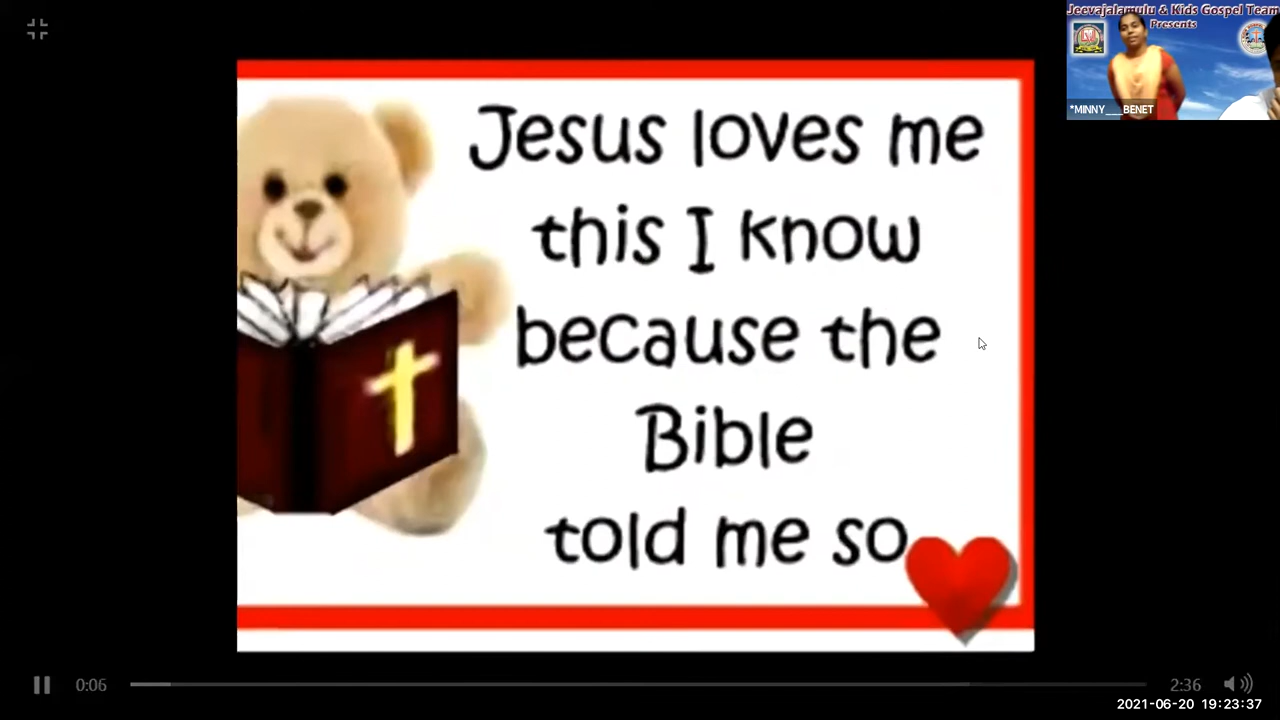 Jeevajalamulu & Kids Gospel Team
Presents
*MINNY___BENET
Jesus loves me
this I know
because the
Bible
told me so
0:06
2:36
2021-06-20 19:23:37